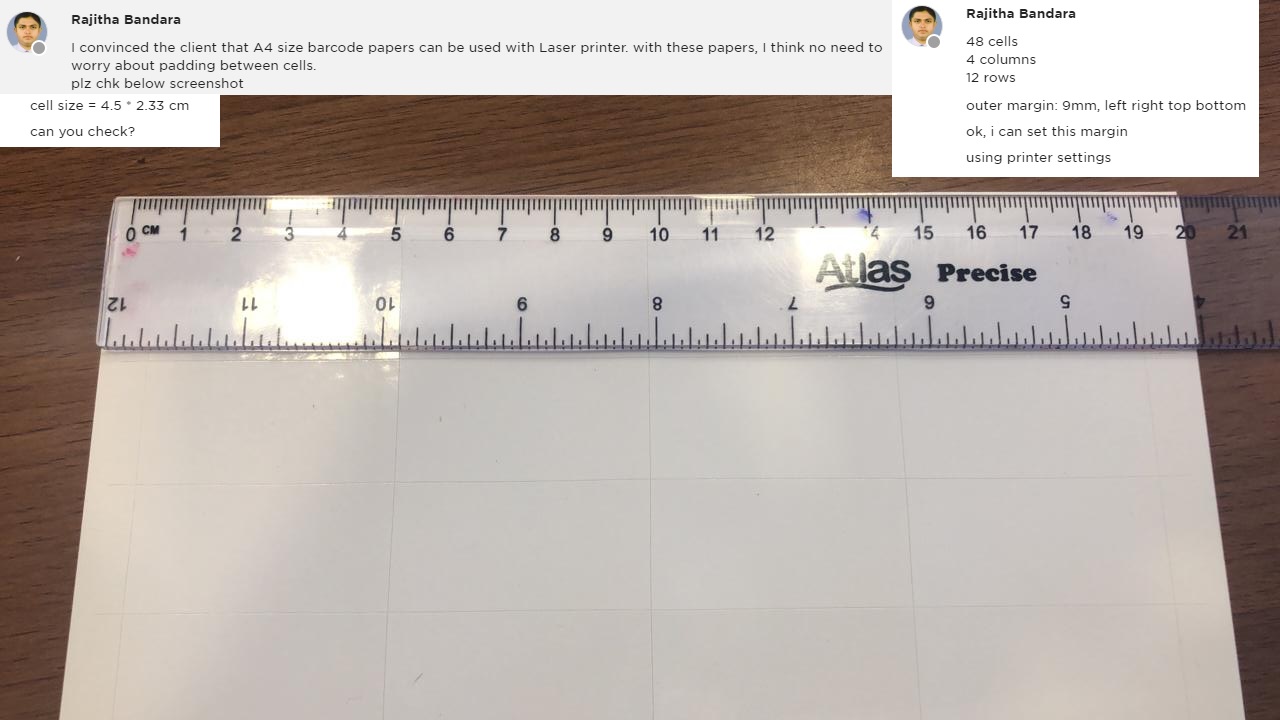 Rajitha Bandara
I convinced the client that A4 size barcode papers can be used with Laser printer. with these papers, I think no need to
worry about padding between cells.
plz chk below screenshot
cell size = 4.5 * 2.33 cm
can you check?
Rajitha Bandara
48 cells
4 columns
12 rows
outer margin: 9mm, left right top bottom
ok, i can set this margin
using printer settings
0 CM 1 2 3 4 5 6 7 8 9 10 11 12 13 14 15 16 17 18 19 20 21
Atlas Precise
12 11 10 9 8 7 6 5 4